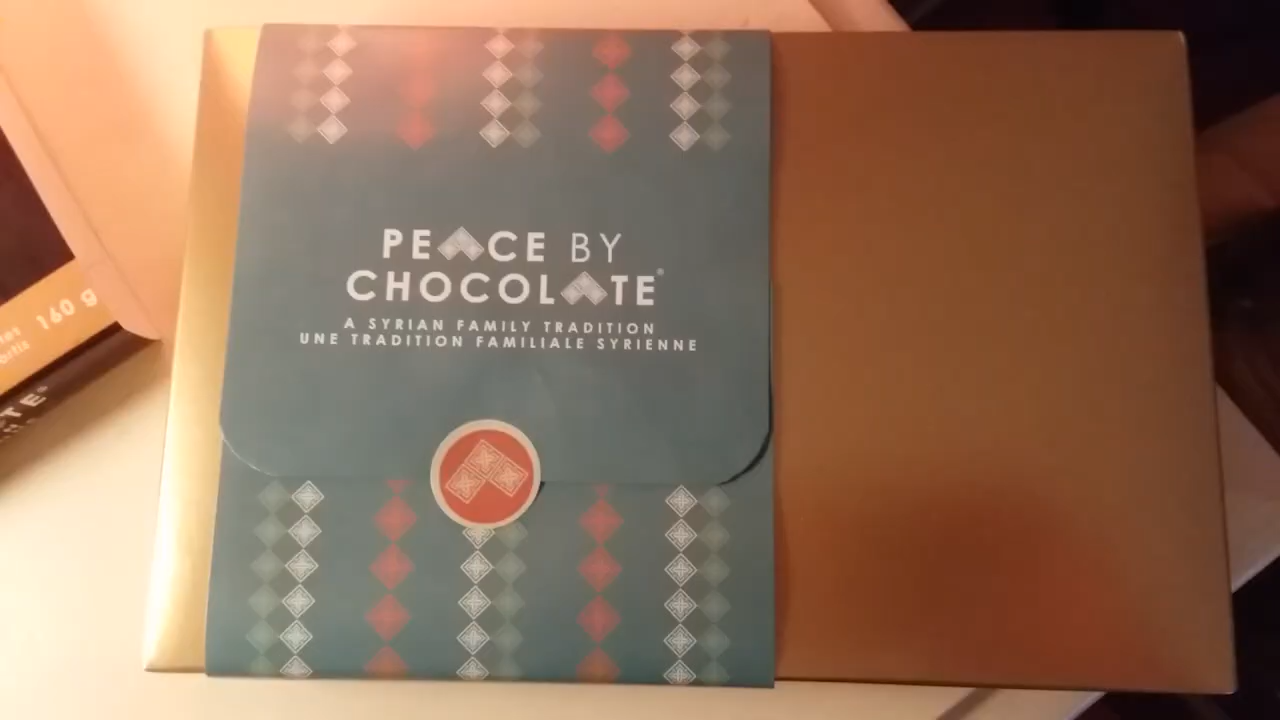 PEACE BY
CHOCOLATE®
A SYRIAN FAMILY TRADITION
UNE TRADITION FAMILIALE SYRIENNE
160 g